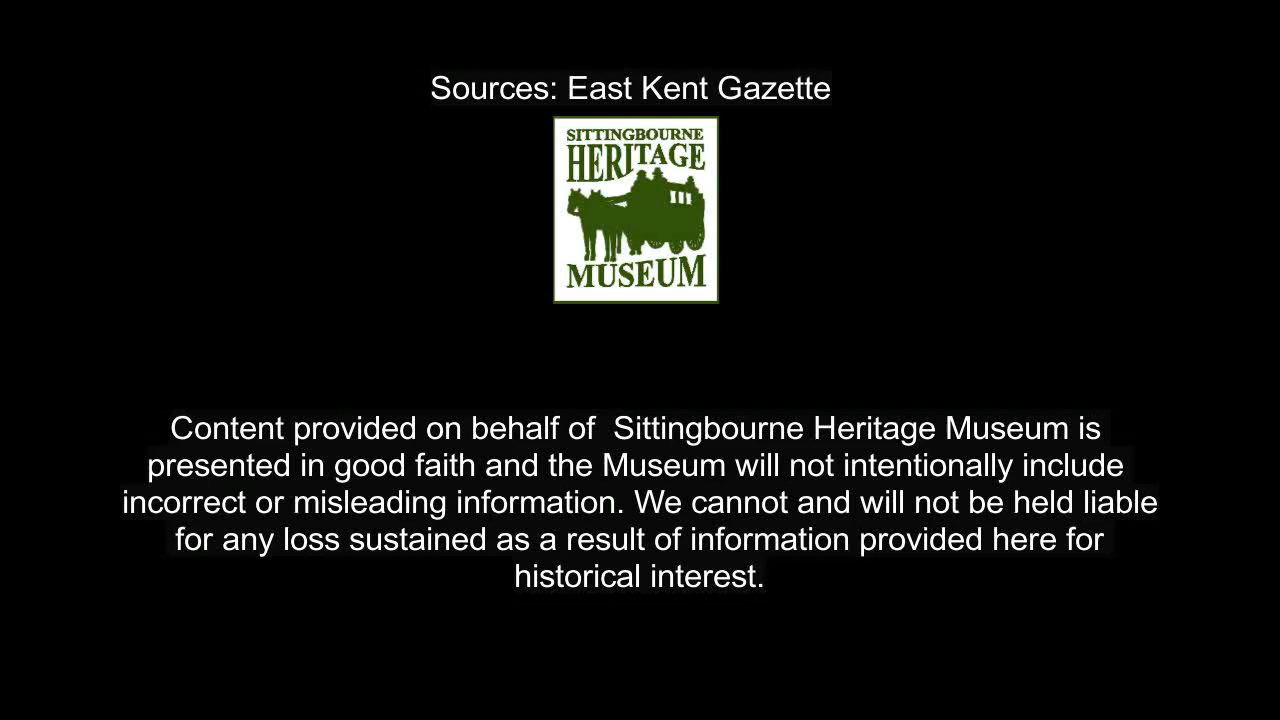 Sources: East Kent Gazette
SITTINGBOURNE
HERITAGE
MUSEUM
Content provided on behalf of  Sittingbourne Heritage Museum is
presented in good faith and the Museum will not intentionally include
incorrect or misleading information. We cannot and will not be held liable
for any loss sustained as a result of information provided here for
historical interest.